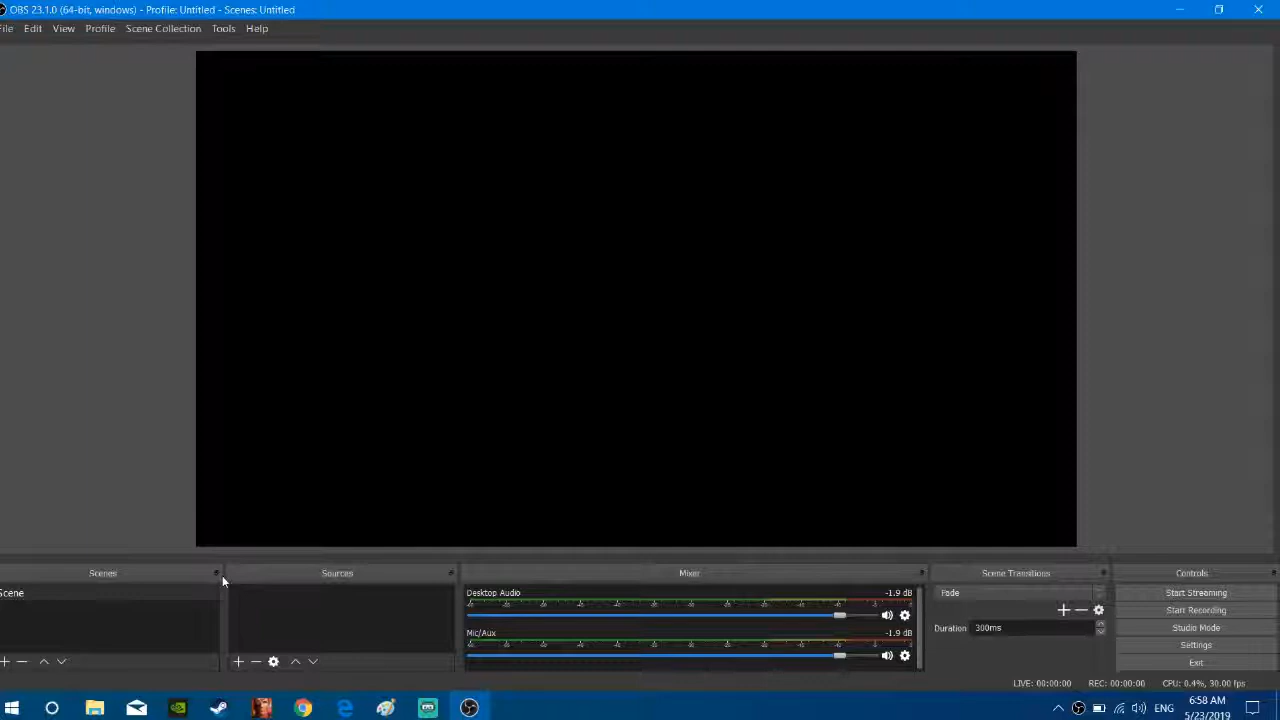 OBS 23.1.0 (64-bit, windows) - Profile: Untitled - Scenes: Untitled
File Edit View Profile Scene Collection Tools Help
Scenes Sources Mixer Scene Transitions Controls
Scene Desktop Audio -1.9 dB Fade Start Streaming
Start Recording
Duration 300ms Studio Mode
Mic/Aux -1.9 dB
Settings
Exit
LIVE: 00:00:00 REC: 00:00:00 CPU: 0.4%, 30.00 fps
6:58 AM
ENG
5/23/2019